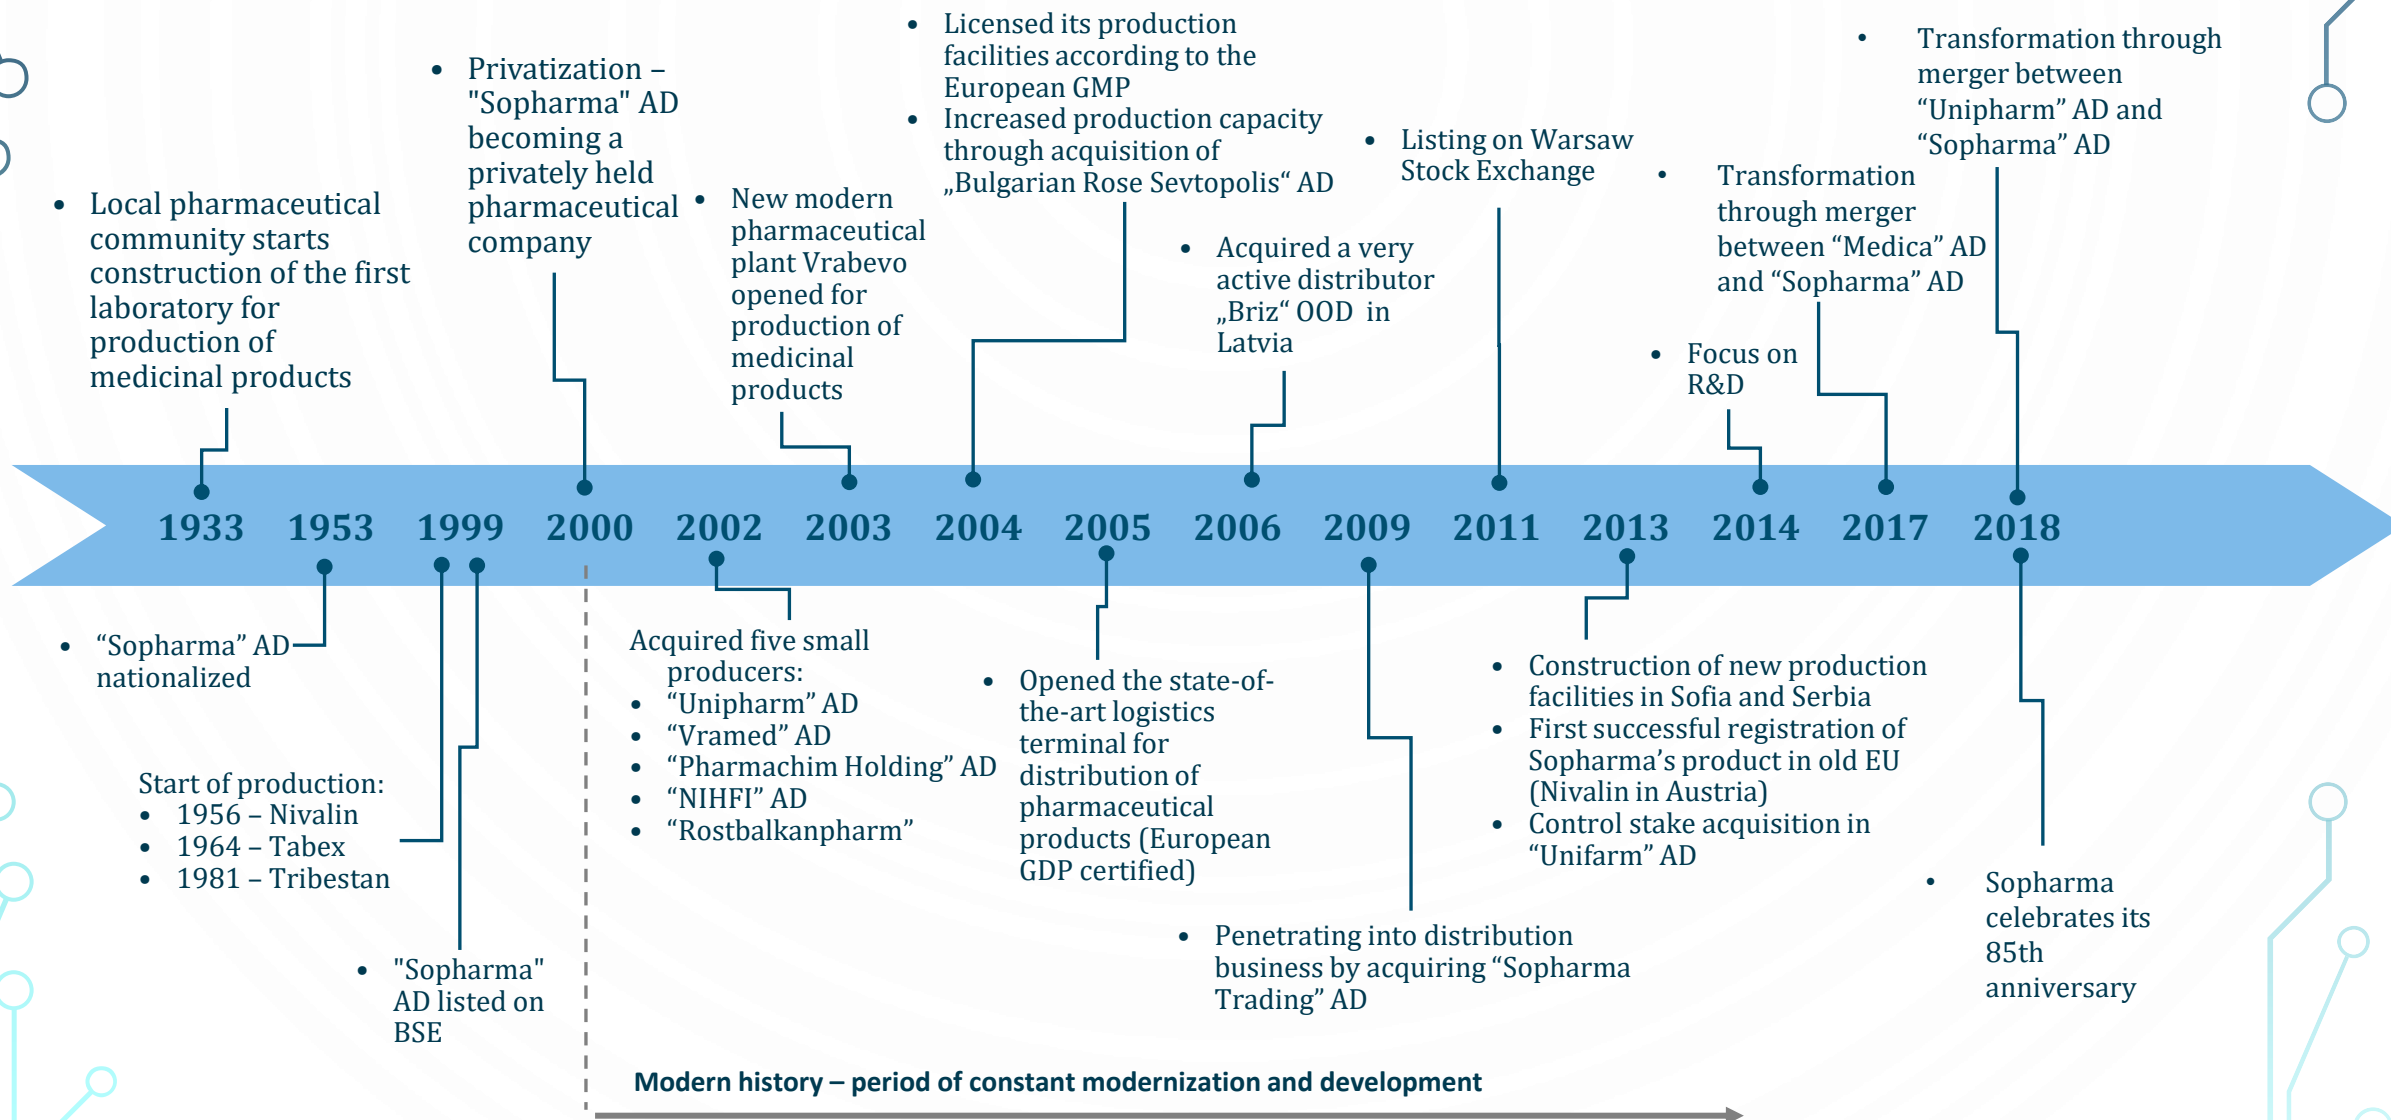 • Local pharmaceutical
community starts
construction of the first
laboratory for
production of
medicinal products
• Privatization –
"Sopharma" AD
becoming a
privately held
pharmaceutical
company
• New modern
pharmaceutical
plant Vrabevo
opened for
production of
medicinal
products
• Licensed its production
facilities according to the
European GMP
• Increased production capacity
through acquisition of
„Bulgarian Rose Sevtopolis“ AD
• Acquired a very
active distributor
„Briz“ OOD in
Latvia
• Listing on Warsaw
Stock Exchange
• Focus on
R&D
• Transformation
through merger
between “Medica” AD
and “Sopharma” AD
• Transformation through
merger between
“Unipharm” AD and
“Sopharma” AD
1933 1953 1999 2000 2002 2003 2004 2005 2006 2009 2011 2013 2014 2017 2018
• “Sopharma” AD
nationalized
Start of production:
• 1956 – Nivalin
• 1964 – Tabex
• 1981 – Tribestan
• "Sopharma"
AD listed on
BSE
Acquired five small
producers:
• “Unipharm” AD
• “Vramed” AD
• “Pharmachim Holding” AD
• “NIHFI” AD
• “Rostbalkanpharm”
• Opened the state-of-
the-art logistics
terminal for
distribution of
pharmaceutical
products (European
GDP certified)
• Penetrating into distribution
business by acquiring “Sopharma
Trading” AD
• Construction of new production
facilities in Sofia and Serbia
• First successful registration of
Sopharma’s product in old EU
(Nivalin in Austria)
• Control stake acquisition in
“Unifarm” AD
• Sopharma
celebrates its
85th
anniversary
Modern history – period of constant modernization and development